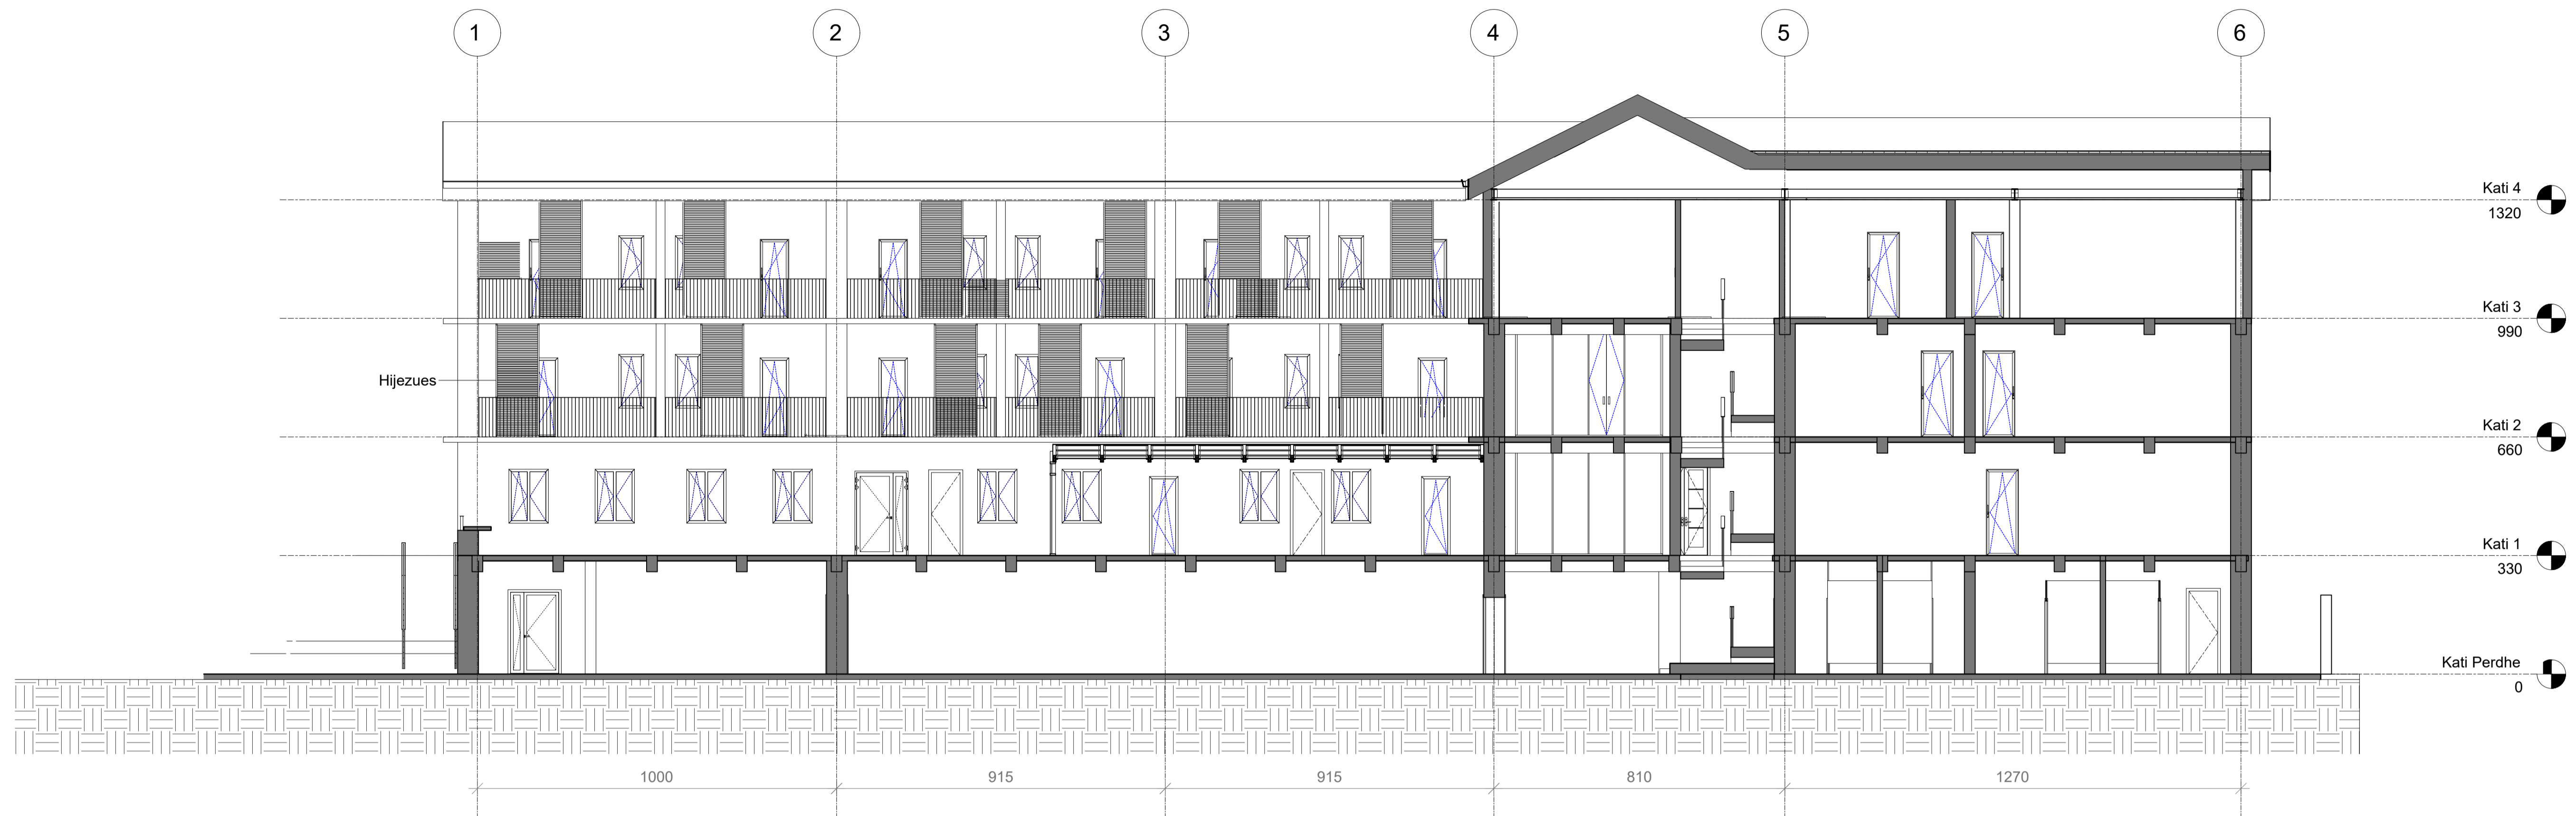 1 2 3 4 5 6
Kati 4
1320
Kati 3
990
Hijezues
Kati 2
660
Kati 1
330
Kati Perdhe
0
1000 915 915 810 1270